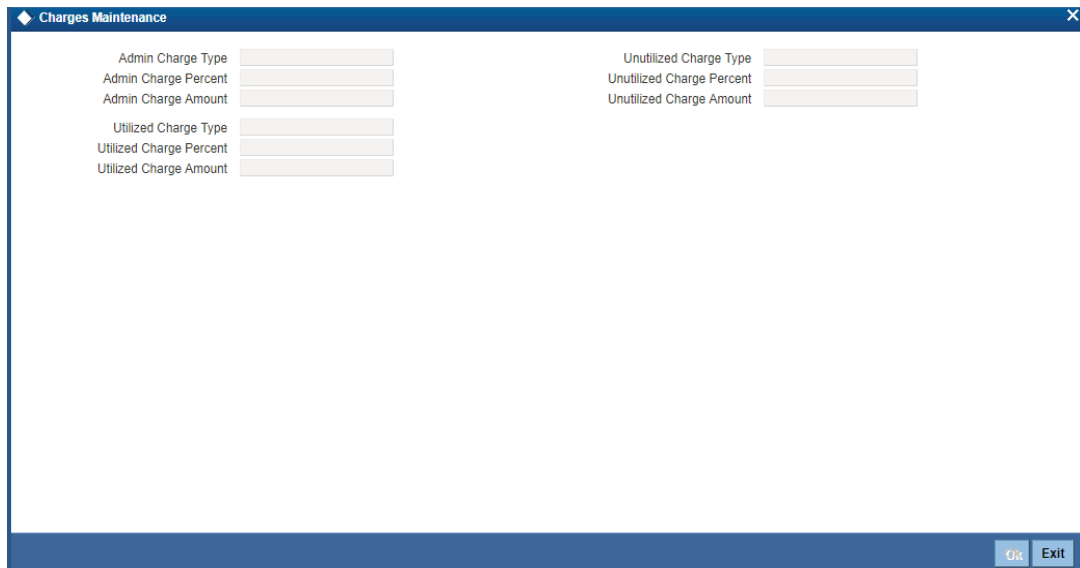 Charges Maintenance
Admin Charge Type
Admin Charge Percent
Admin Charge Amount
Utilized Charge Type
Utilized Charge Percent
Utilized Charge Amount
Unutilized Charge Type
Unutilized Charge Percent
Unutilized Charge Amount
Ok Exit